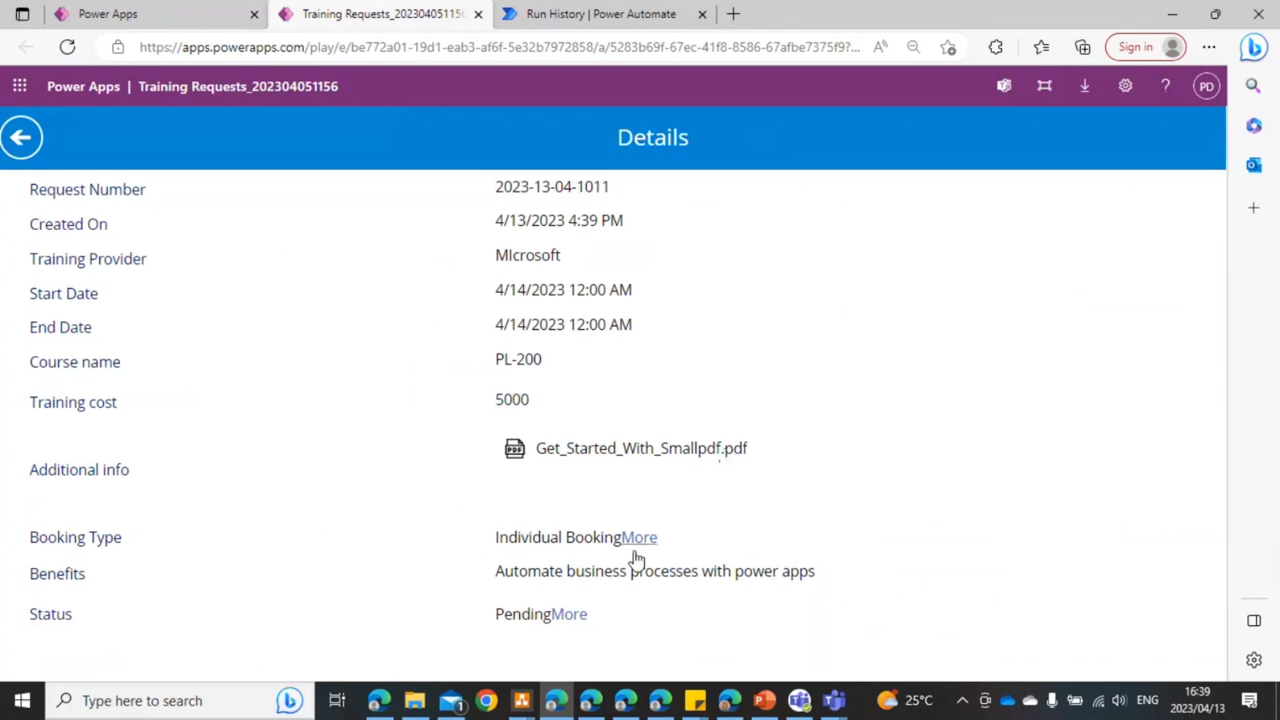 Power Apps
Training Requests_202304051156
Run History | Power Automate
https://apps.powerapps.com/play/e/be772a01-19d1-eab3-af6f-5e32b7972858/a/5283b69f-67ec-41f8-8586-67afbe7375f9?...
Sign in
Power Apps | Training Requests_202304051156
PD
Details
Request Number 2023-13-04-1011
Created On 4/13/2023 4:39 PM
Training Provider MIcrosoft
Start Date 4/14/2023 12:00 AM
End Date 4/14/2023 12:00 AM
Course name PL-200
Training cost 5000
PDF Get_Started_With_Smallpdf.pdf
Additional info
Booking Type Individual BookingMore
Benefits Automate business processes with power apps
Status PendingMore
Type here to search
1
25°C
ENG
16:39
2023/04/13